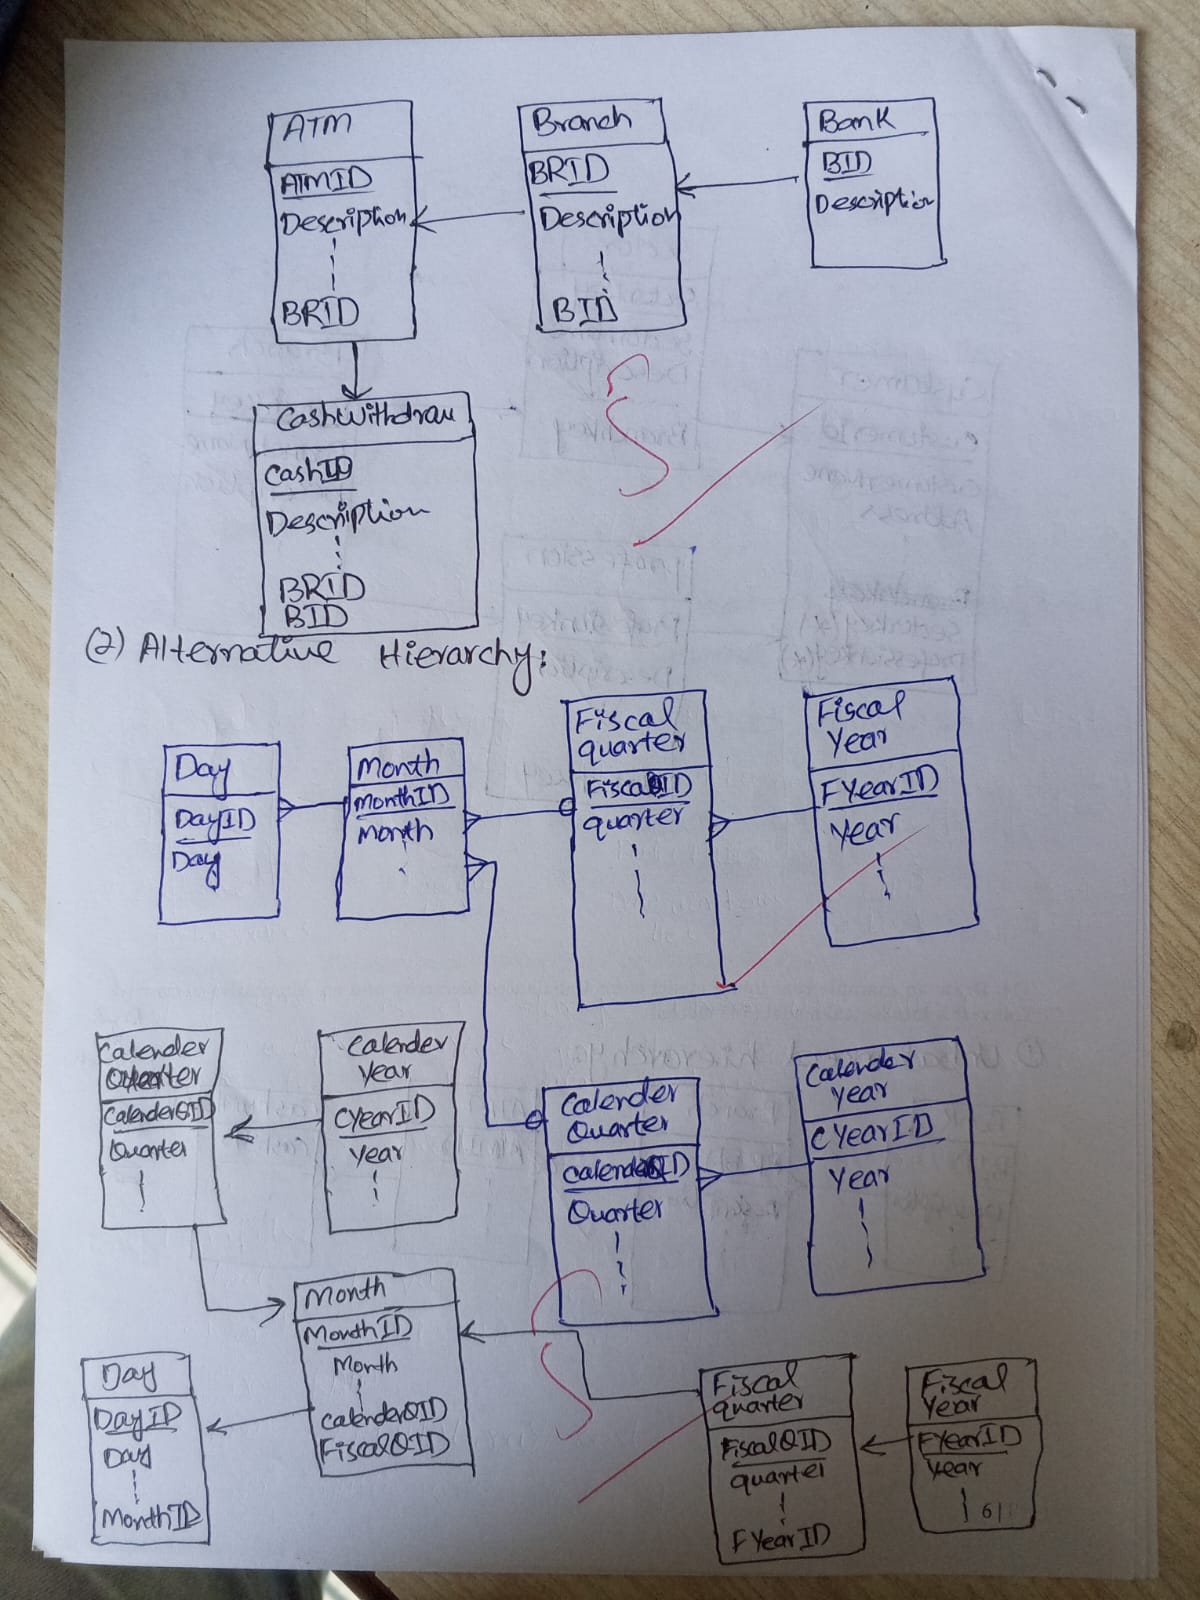 ATM
ATMID
Description
BRID
Branch
BRID
Description
BID
Bank
BID
Description
CashWithdraw
CashID
Description
BRID
BID
(2) Alternative Hierarchy:
Day
DayID
Day
Month
MonthID
Month
Fiscal
quarter
FiscalQID
quarter
Fiscal
Year
FYearID
Year
Calender
Quarter
CalenderQID
Quarter
Calender
Year
CYearID
Year
Calender
Quarter
CalenderQID
Quarter
Calender
Year
CYearID
Year
Month
MonthID
Month
CalenderQID
FiscalQID
Day
DayID
Day
MonthID
Fiscal
quarter
FiscalQID
quarter
FYearID
Fiscal
Year
FYearID
Year